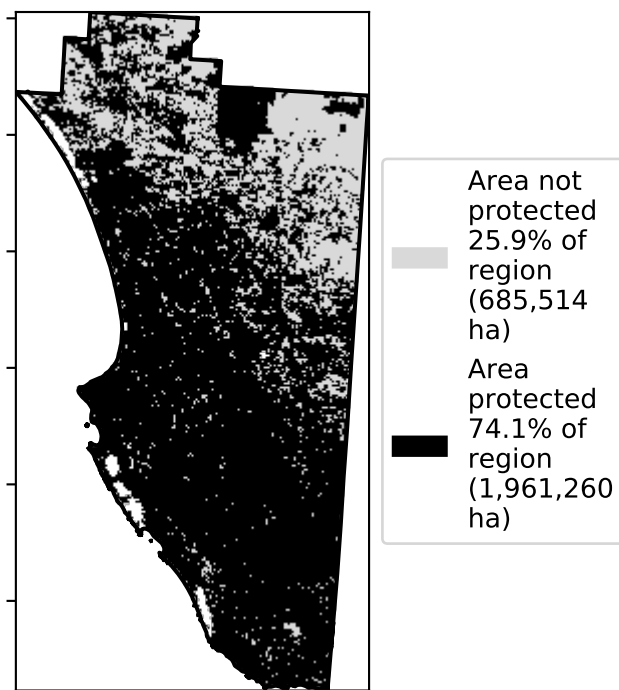 Area not
protected
25.9% of
region
(685,514
ha)
Area
protected
74.1% of
region
(1,961,260
ha)